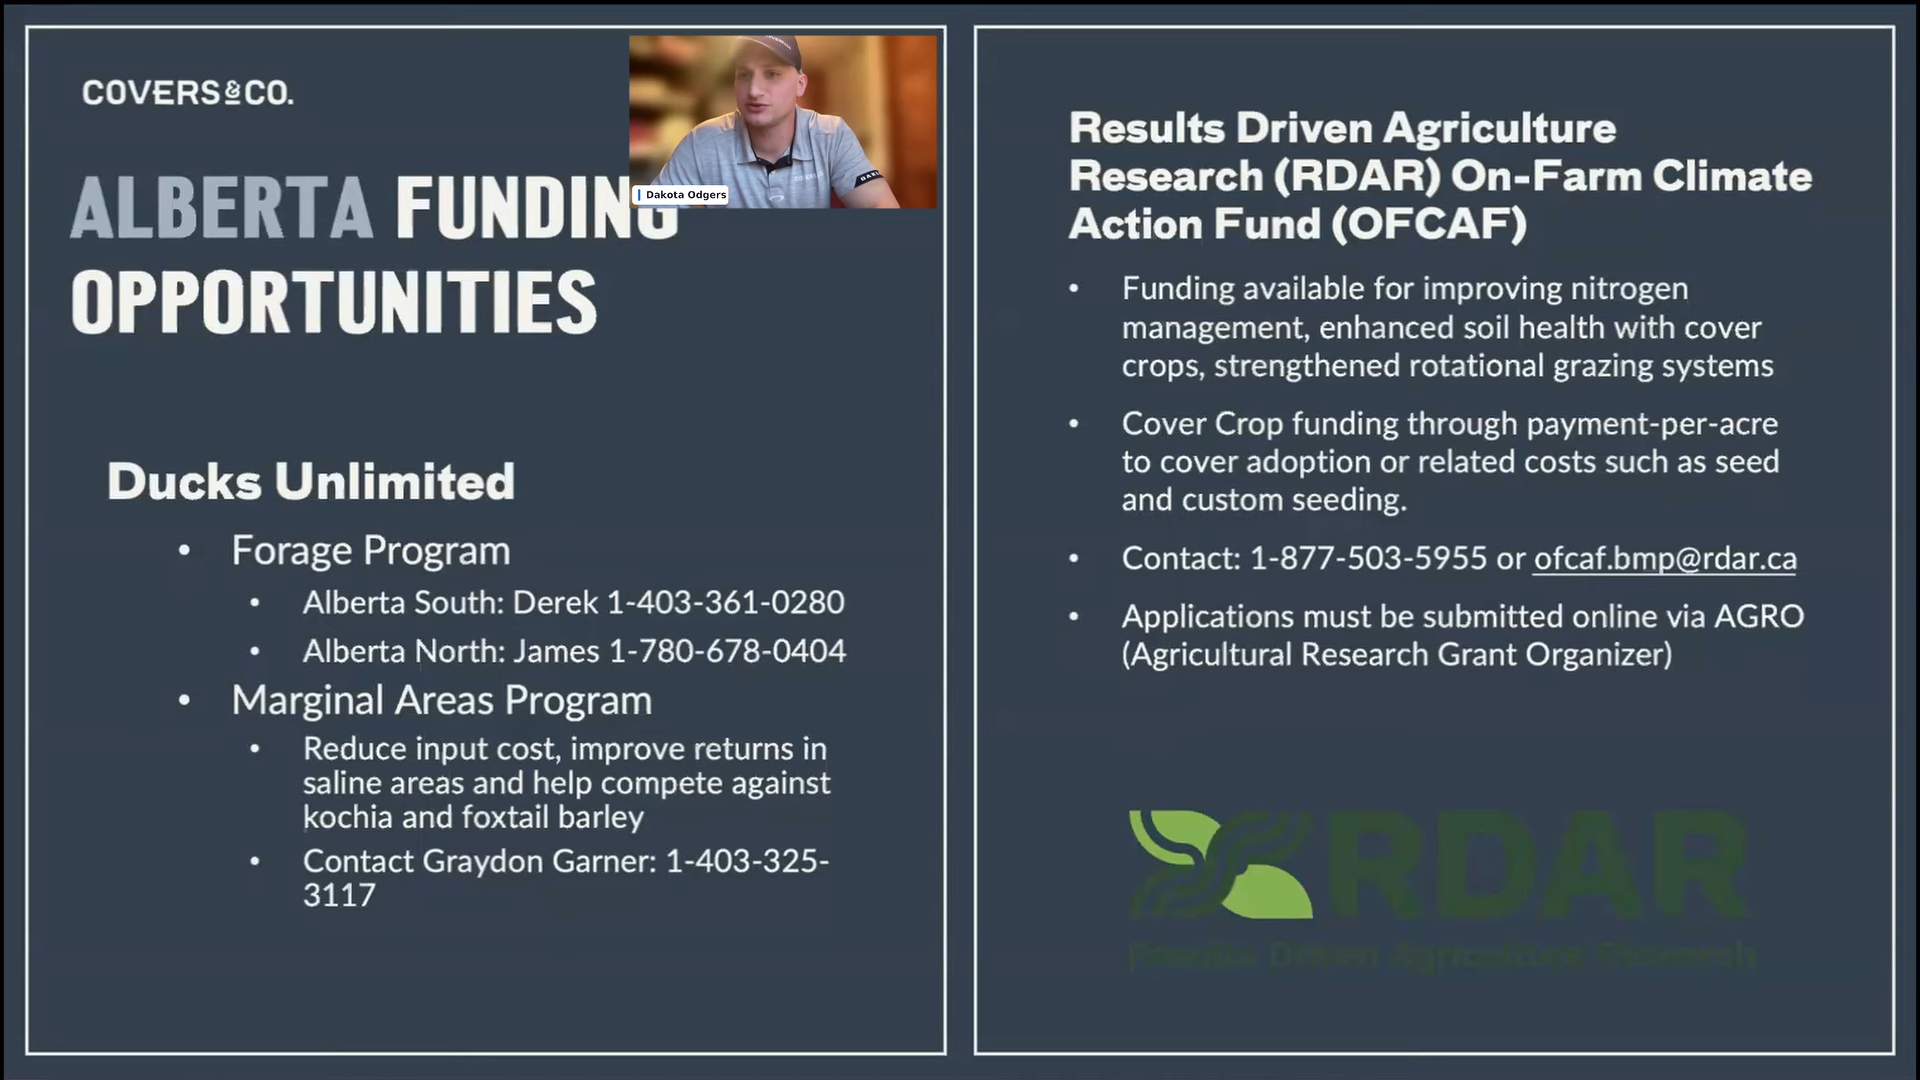 COVERS&CO.
ALBERTA FUNDING
OPPORTUNITIES
Dakota Odgers
Ducks Unlimited
• Forage Program
• Alberta South: Derek 1-403-361-0280
• Alberta North: James 1-780-678-0404
• Marginal Areas Program
• Reduce input cost, improve returns in
saline areas and help compete against
kochia and foxtail barley
• Contact Graydon Garner: 1-403-325-
3117
Results Driven Agriculture
Research (RDAR) On-Farm Climate
Action Fund (OFCAF)
• Funding available for improving nitrogen
management, enhanced soil health with cover
crops, strengthened rotational grazing systems
• Cover Crop funding through payment-per-acre
to cover adoption or related costs such as seed
and custom seeding.
• Contact: 1-877-503-5955 or ofcaf.bmp@rdar.ca
• Applications must be submitted online via AGRO
(Agricultural Research Grant Organizer)
RDAR
Results Driven Agriculture Research